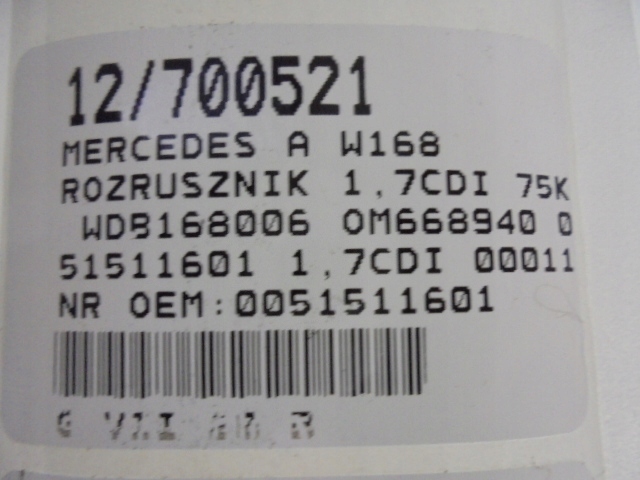 12/700521
MERCEDES A W168
ROZRUSZNIK 1,7CDI 75K
WDB168006 OM668940 0
51511601 1,7CDI 00011
NR OEM:0051511601